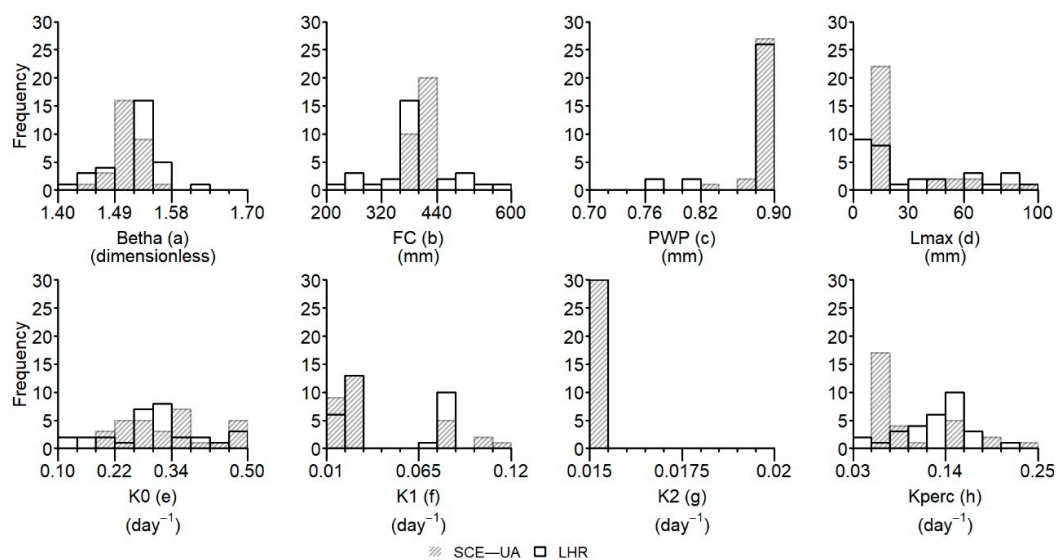 Frequency
30
25
20
15
10
5
0
1.40 1.49 1.58 1.70
Betha (a)
(dimensionless)
30
25
20
15
10
5
0
200 320 440 600
FC (b)
(mm)
30
25
20
15
10
5
0
0.70 0.76 0.82 0.90
PWP (c)
(mm)
30
25
20
15
10
5
0
0 30 60 100
Lmax (d)
(mm)
Frequency
30
25
20
15
10
5
0
0.10 0.22 0.34 0.50
K0 (e)
(day⁻¹)
30
25
20
15
10
5
0
0.01 0.065 0.12
K1 (f)
(day⁻¹)
30
25
20
15
10
5
0
0.015 0.0175 0.02
K2 (g)
(day⁻¹)
30
25
20
15
10
5
0
0.03 0.14 0.25
Kperc (h)
(day⁻¹)
SCE—UA LHR